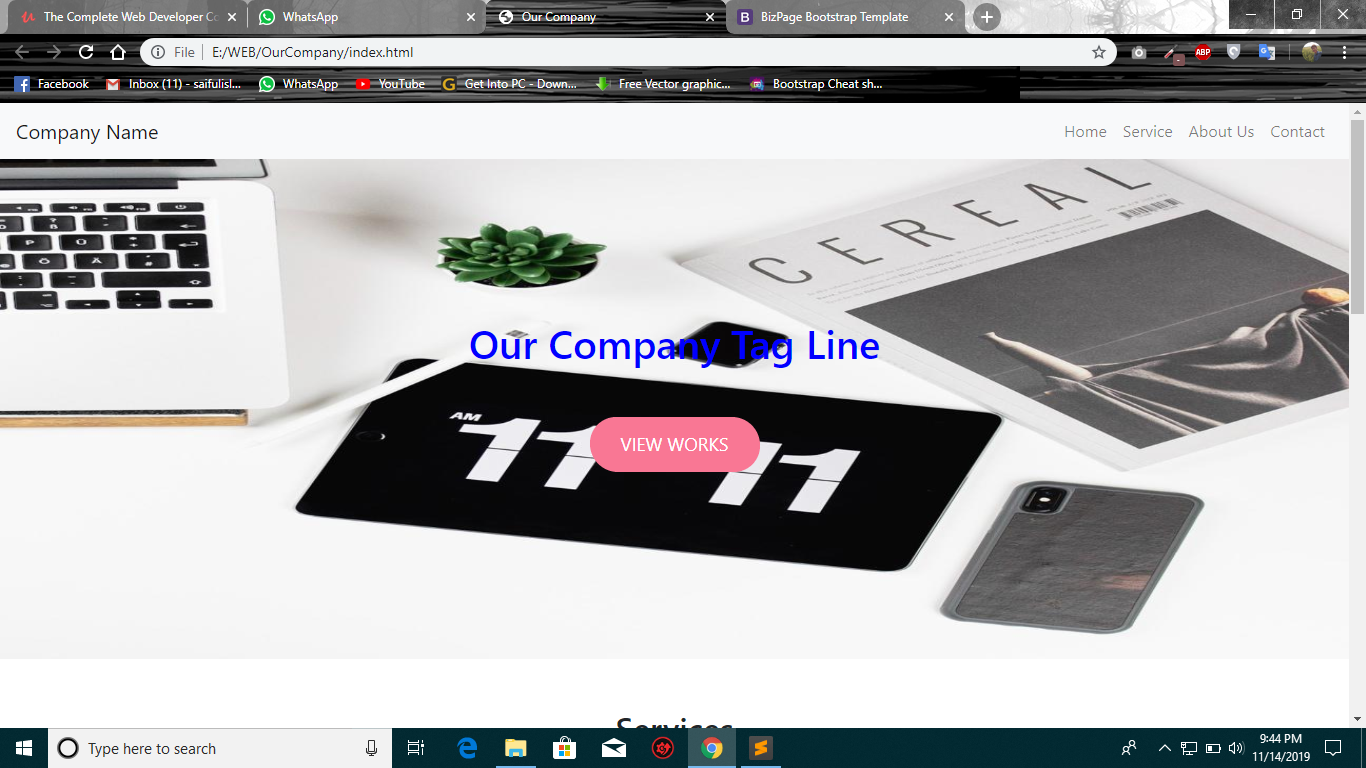 The Complete Web Developer Co
WhatsApp
Our Company
BizPage Bootstrap Template
File
E:/WEB/OurCompany/index.html
ABP
Facebook
Inbox (11) - saifulisl...
WhatsApp
YouTube
Get Into PC - Down...
Free Vector graphic...
Bootstrap Cheat sh...
Company Name
Home
Service
About Us
Contact
CEREAL
Our Company Tag Line
AM
11 11
VIEW WORKS
Services
Type here to search
9:44 PM
11/14/2019